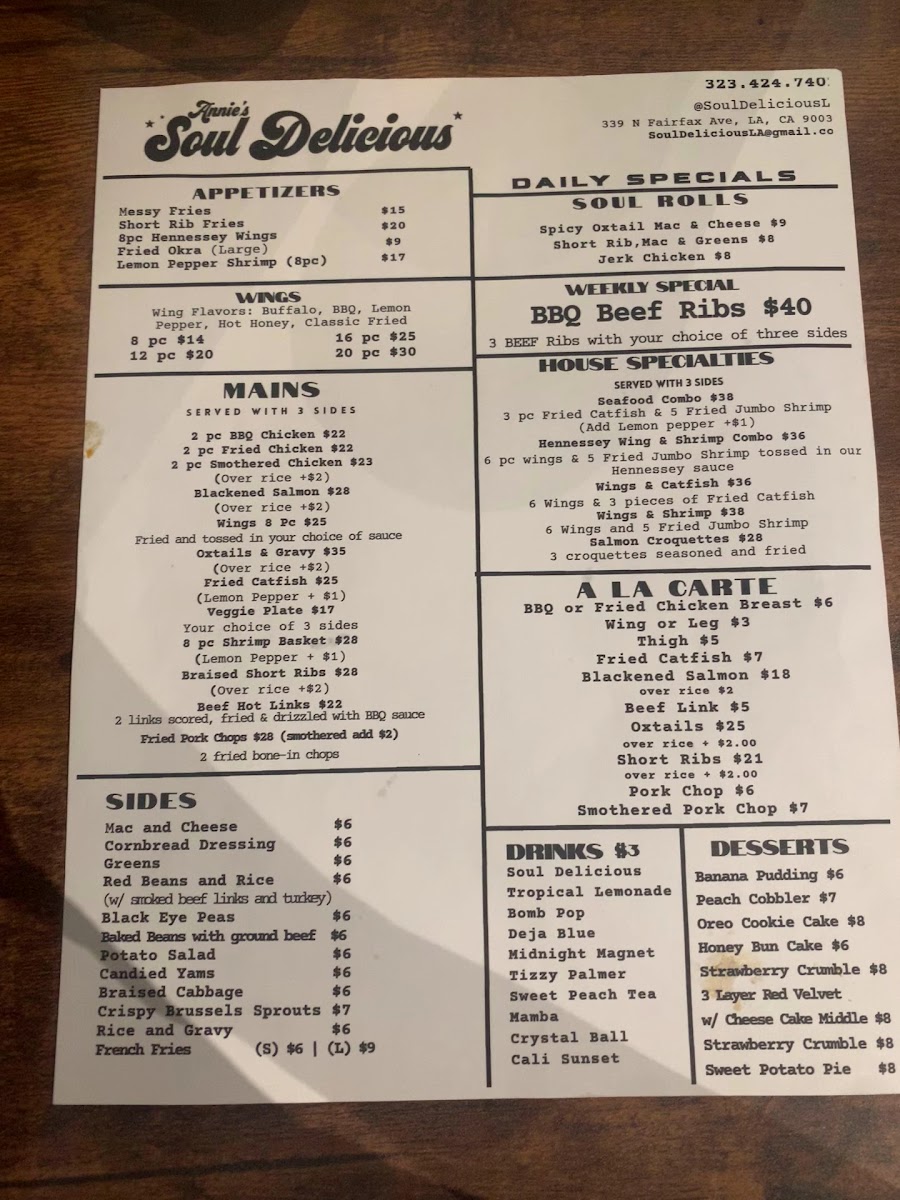 Annie's
Soul Delicious
323.424.740
@SoulDeliciousL
339 N Fairfax Ave, LA, CA 9003
SoulDeliciousLA@gmail.co
APPETIZERS
Messy Fries $15
Short Rib Fries $20
8pc Hennessey Wings
Fried Okra (Large) $9
Lemon Pepper Shrimp (8pc) $17
WINGS
Wing Flavors: Buffalo, BBQ, Lemon
Pepper, Hot Honey, Classic Fried
8 pc $14 16 pc $25
12 pc $20 20 pc $30
MAINS
SERVED WITH 3 SIDES
2 pc BBQ Chicken $22
2 pc Fried Chicken $22
2 pc Smothered Chicken $23
(Over rice +$2)
Blackened Salmon $28
(Over rice +$2)
Wings 8 Pc $25
Fried and tossed in your choice of sauce
Oxtails & Gravy $35
(Over rice +$2)
Fried Catfish $25
(Lemon Pepper + $1)
Veggie Plate $17
Your choice of 3 sides
8 pc Shrimp Basket $28
(Lemon Pepper + $1)
Braised Short Ribs $28
(Over rice +$2)
Beef Hot Links $22
2 links scored, fried & drizzled with BBQ sauce
Fried Pork Chops $28 (smothered add $2)
2 fried bone-in chops
SIDES
Mac and Cheese $6
Cornbread Dressing $6
Greens $6
Red Beans and Rice $6
(w/ smoked beef links and turkey)
Black Eye Peas $6
Baked Beans with ground beef $6
Potato Salad $6
Candied Yams $6
Braised Cabbage $6
Crispy Brussels Sprouts $7
Rice and Gravy $6
French Fries (S) $6 | (L) $9
DAILY SPECIALS
SOUL ROLLS
Spicy Oxtail Mac & Cheese $9
Short Rib,Mac & Greens $8
Jerk Chicken $8
WEEKLY SPECIAL
BBQ Beef Ribs $40
3 BEEF Ribs with your choice of three sides
HOUSE SPECIALTIES
SERVED WITH 3 SIDES
Seafood Combo $38
3 pc Fried Catfish & 5 Fried Jumbo Shrimp
(Add Lemon pepper +$1)
Hennessey Wing & Shrimp Combo $36
6 pc wings & 5 Fried Jumbo Shrimp tossed in our
Hennessey sauce
Wings & Catfish $36
6 Wings & 3 pieces of Fried Catfish
Wings & Shrimp $38
6 Wings and 5 Fried Jumbo Shrimp
Salmon Croquettes $28
3 croquettes seasoned and fried
A LA CARTE
BBQ or Fried Chicken Breast $6
Wing or Leg $3
Thigh $5
Fried Catfish $7
Blackened Salmon $18
over rice $2
Beef Link $5
Oxtails $25
over rice + $2.00
Short Ribs $21
over rice + $2.00
Pork Chop $6
Smothered Pork Chop $7
DRINKS $3
Soul Delicious
Tropical Lemonade
Bomb Pop
Deja Blue
Midnight Magnet
Tizzy Palmer
Sweet Peach Tea
Mamba
Crystal Ball
Cali Sunset
DESSERTS
Banana Pudding $6
Peach Cobbler $7
Oreo Cookie Cake $8
Honey Bun Cake $6
Strawberry Crumble $8
3 Layer Red Velvet
w/ Cheese Cake Middle $8
Strawberry Crumble $8
Sweet Potato Pie $8